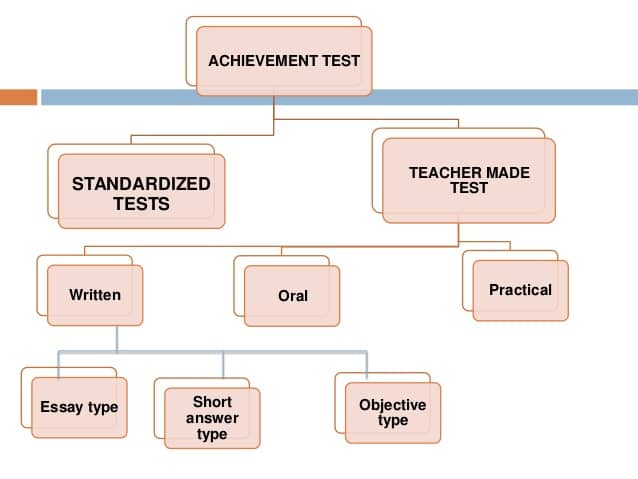 ACHIEVEMENT TEST
STANDARDIZED
TESTS
TEACHER MADE
TEST
Written
Oral
Practical
Essay type
Short
answer
type
Objective
type